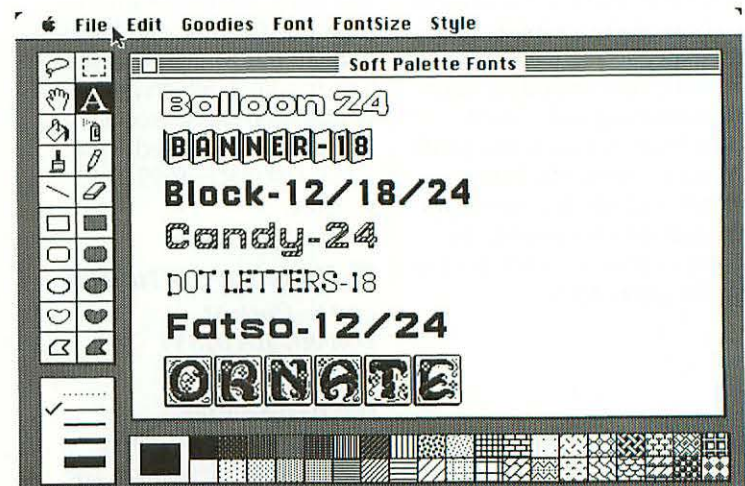 File Edit Goodies Font FontSize Style
Soft Palette Fonts
A
Balloon 24
BANNER-18
Block-12/18/24
Candy-24
DOT LETTERS-18
Fatso-12/24
ORNATE